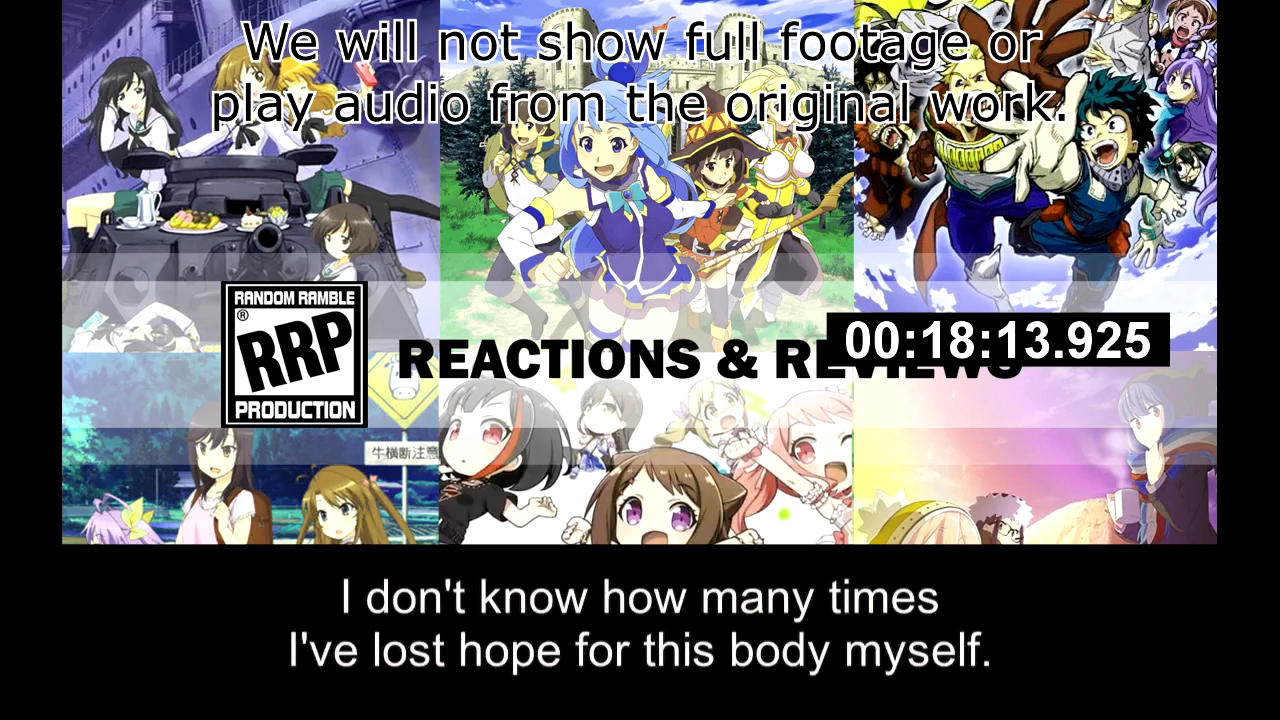 We will not show full footage or
play audio from the original work.
RANDOM RAMBLE
®
RRP
PRODUCTION
REACTIONS & REVIEWS
00:18:13.925
牛横断注意
I don't know how many times
I've lost hope for this body myself.